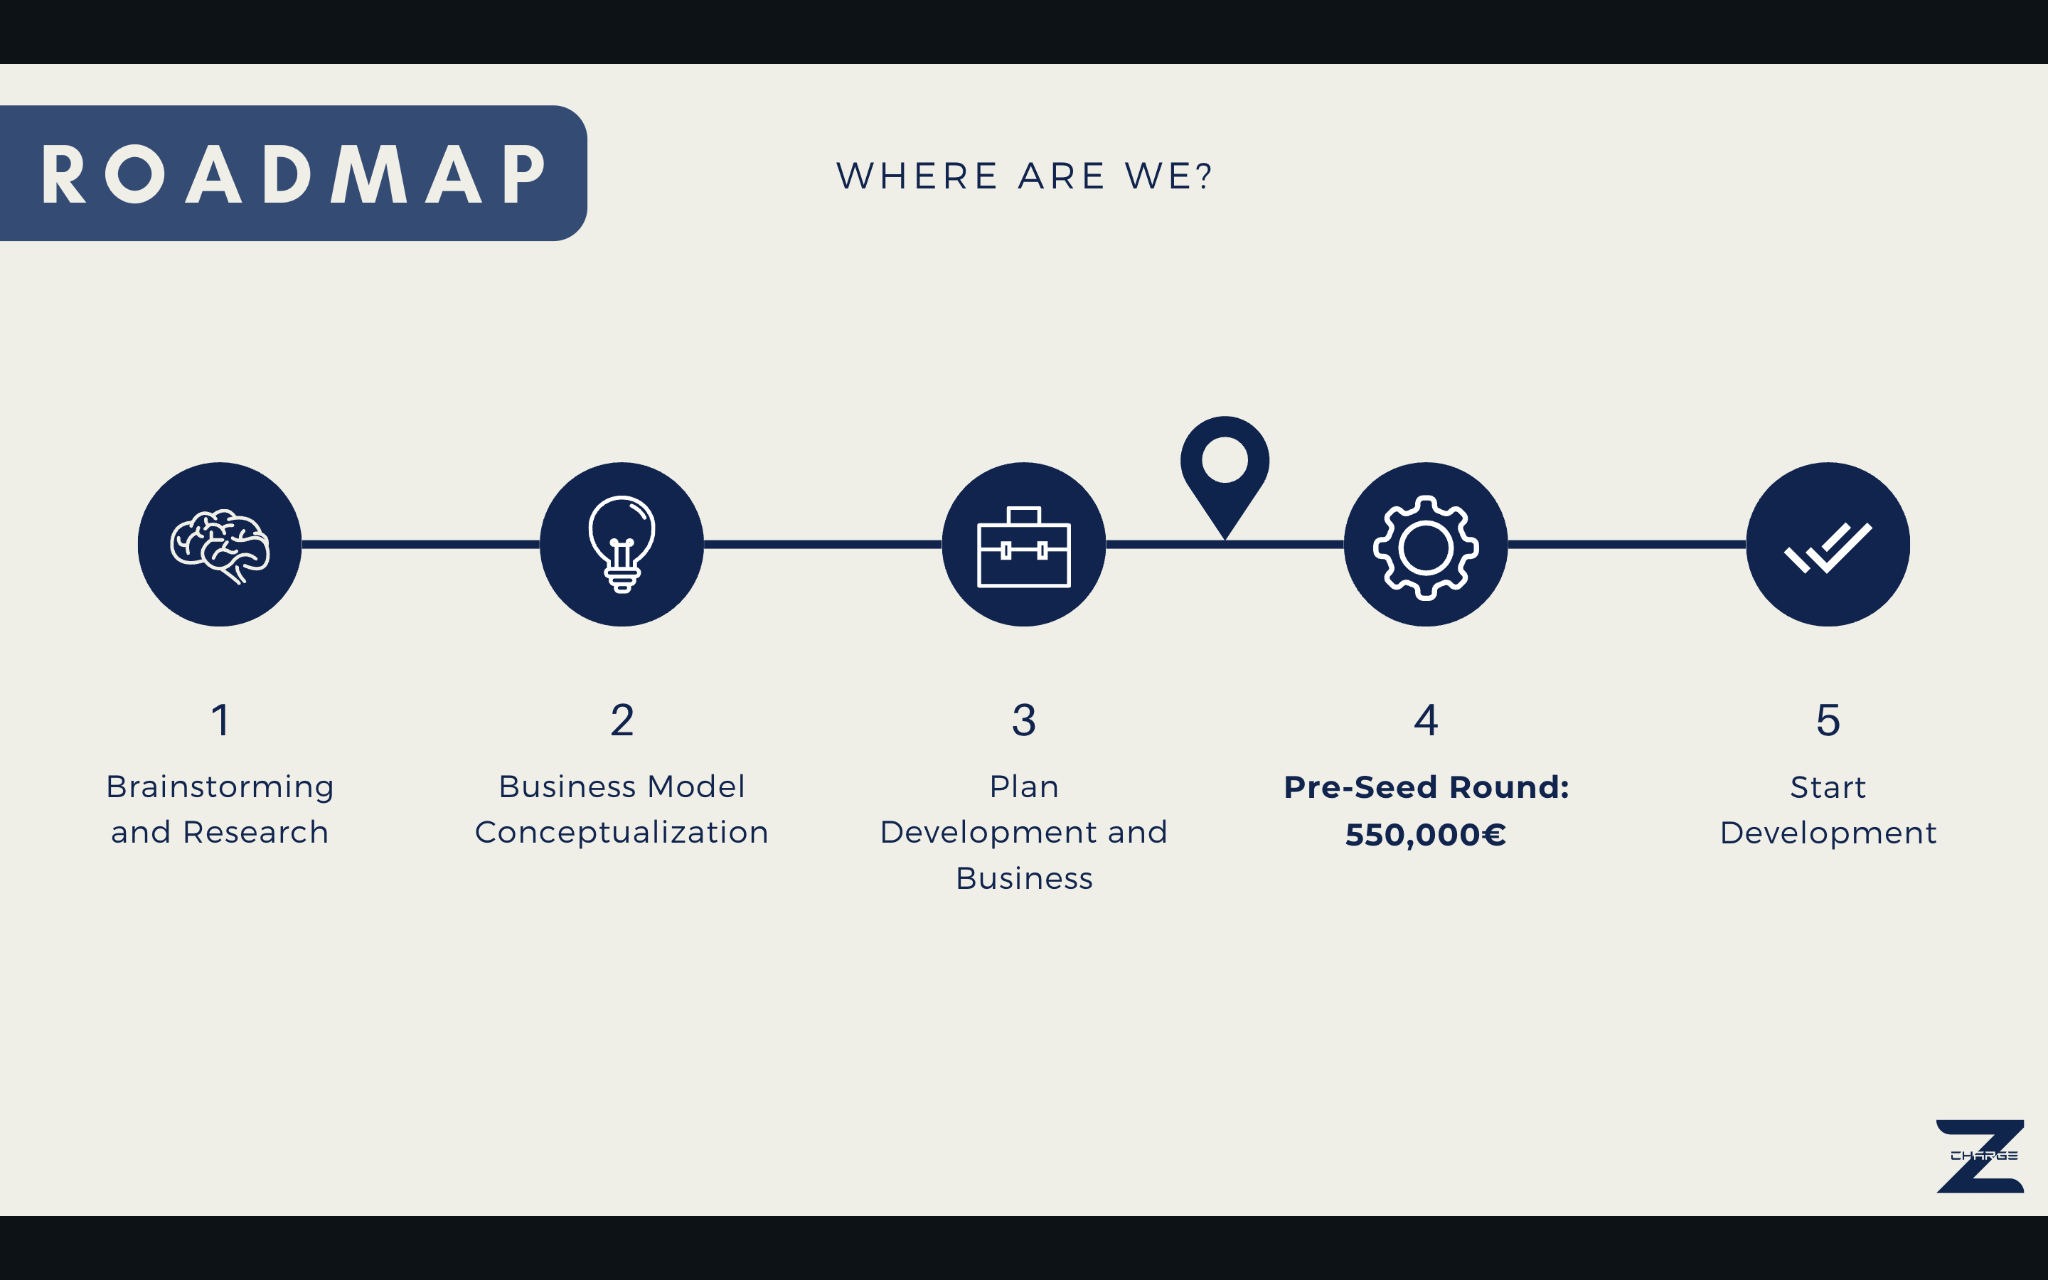 ROADMAP
WHERE ARE WE?
1
Brainstorming
and Research
2
Business Model
Conceptualization
3
Plan
Development and
Business
4
Pre-Seed Round:
550,000€
5
Start
Development
Z
CHARGE